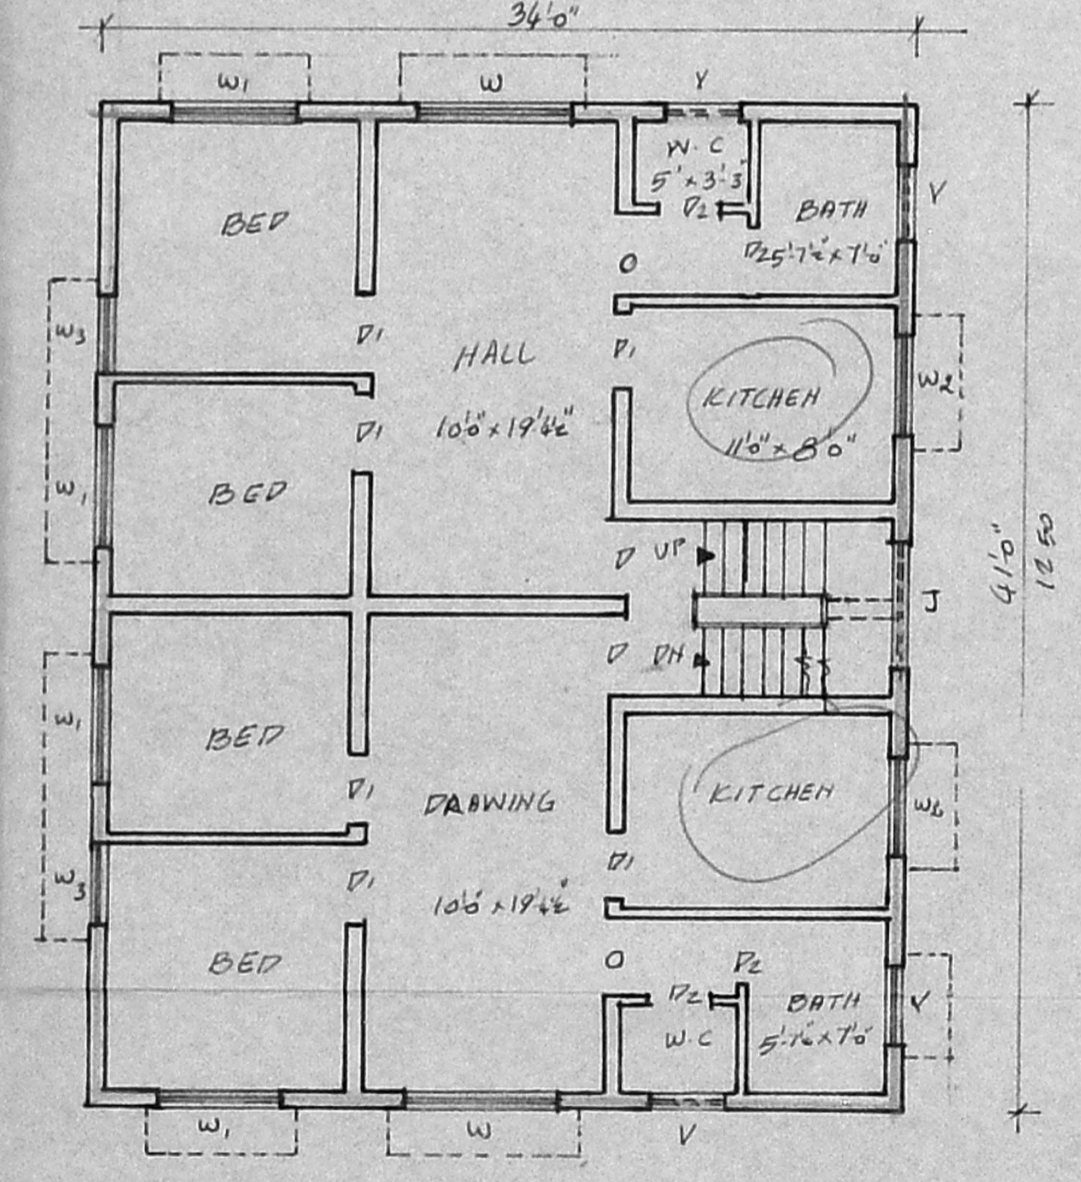 34'0"
W1 W Y
W.C
5'×3'3"
D2
BED
BATH
D2 5'-7½"×7'0"
V
O
W3
D1
HALL
D1
KITCHEN
11'0"×8'0"
W2
D1
10'0"×19'4½"
W1
BED
D UP
41'0"
1250
J
D DN
W1
BED
D1
DRAWING
KITCHEN
W3
D1
D1
10'0"×19'4½"
BED
O
D2
D2
BATH
5'-7½"×7'0"
V
W.C
W1 W V